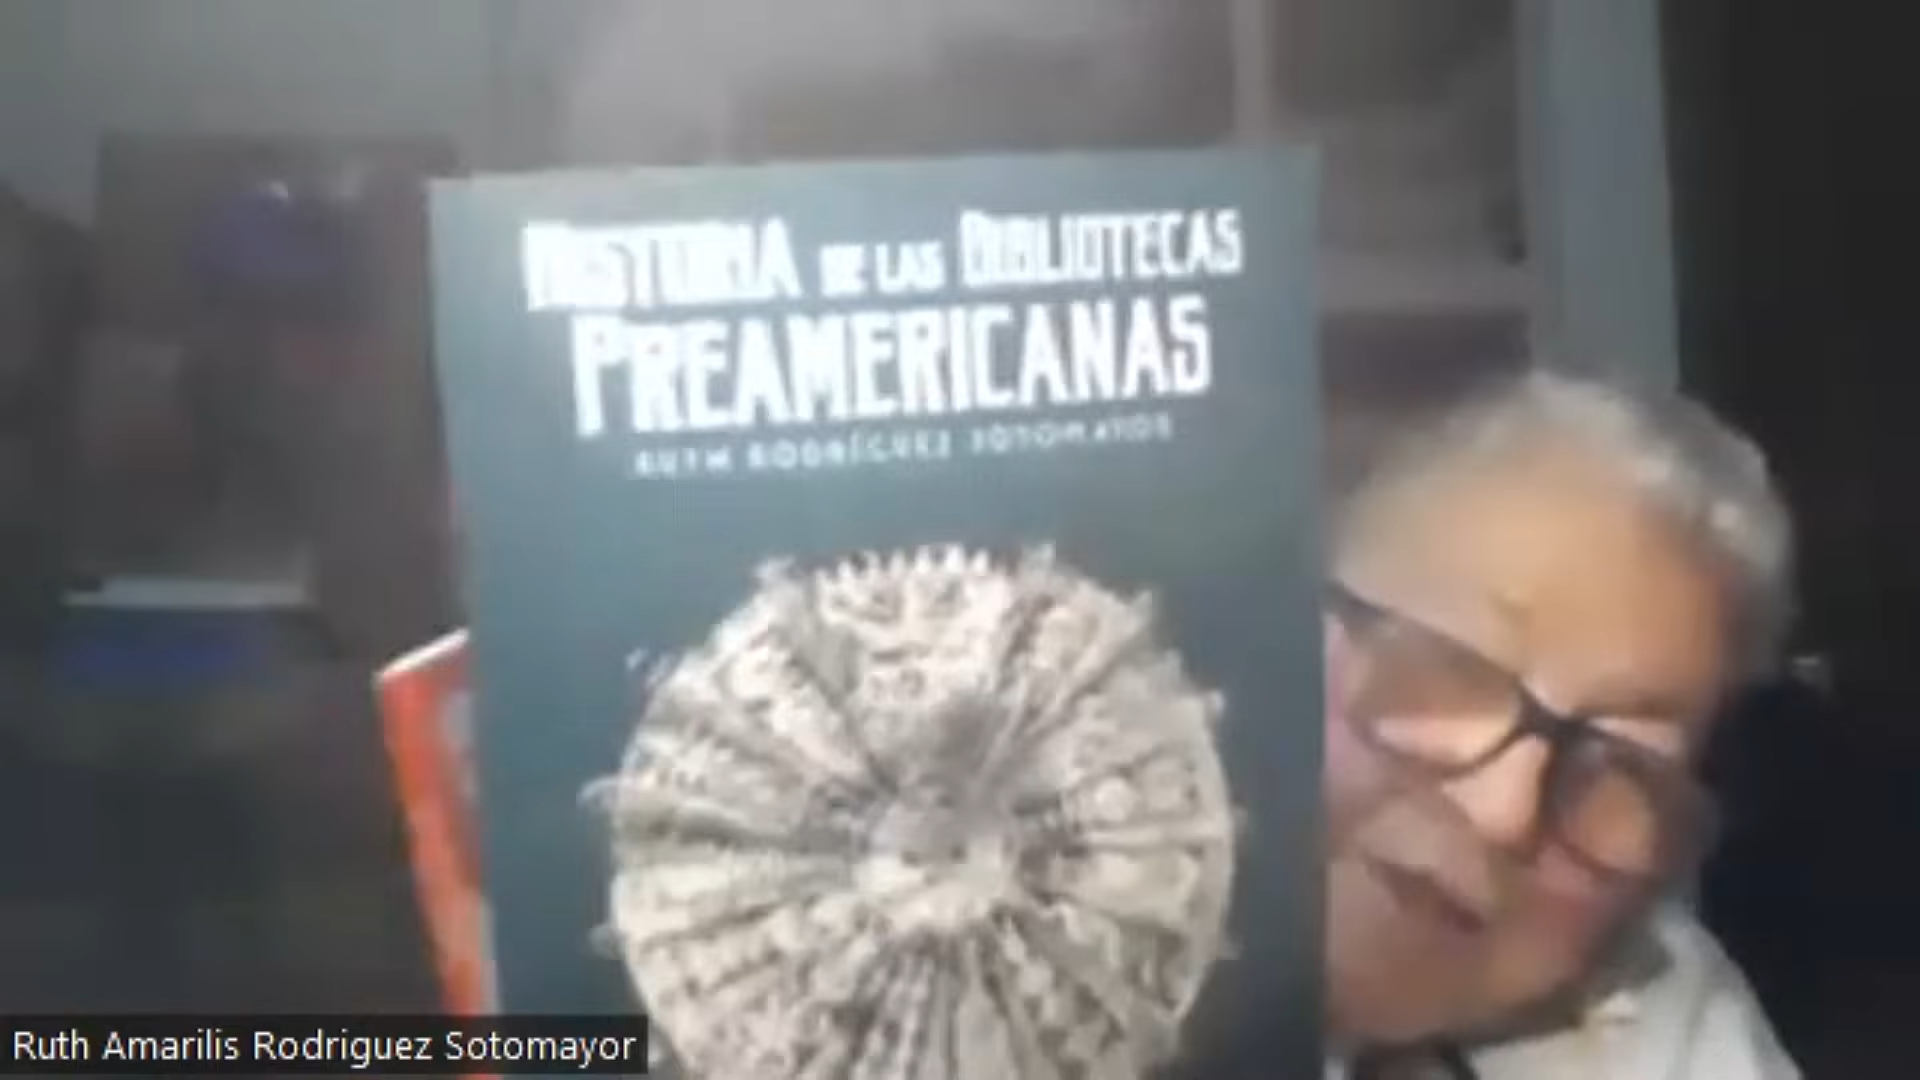 HISTORIA DE LAS BIBLIOTECAS
PREAMERICANAS
RUTH RODRÍGUEZ SOTOMAYOR
Ruth Amarilis Rodriguez Sotomayor